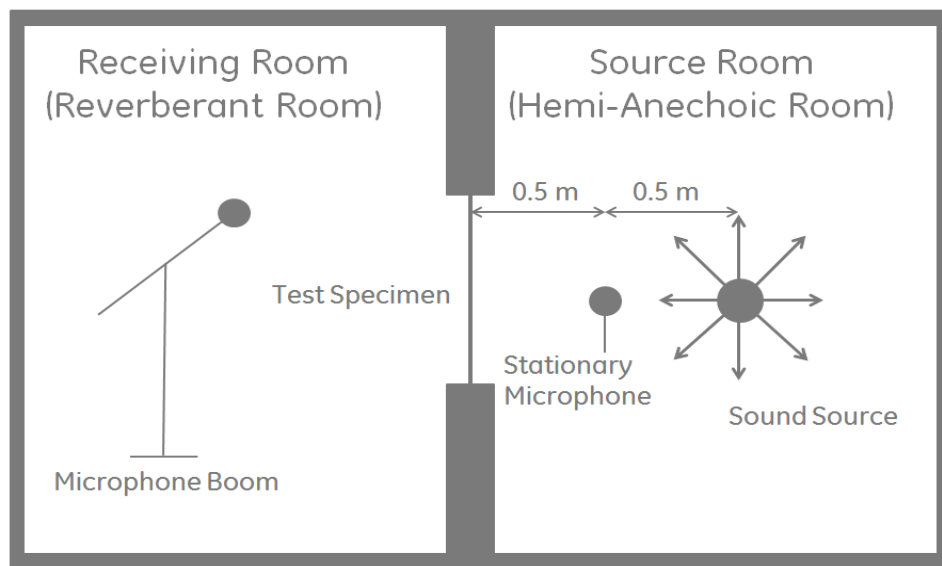 Receiving Room
(Reverberant Room)
Source Room
(Hemi-Anechoic Room)
0.5 m
0.5 m
Test Specimen
Stationary
Microphone
Sound Source
Microphone Boom